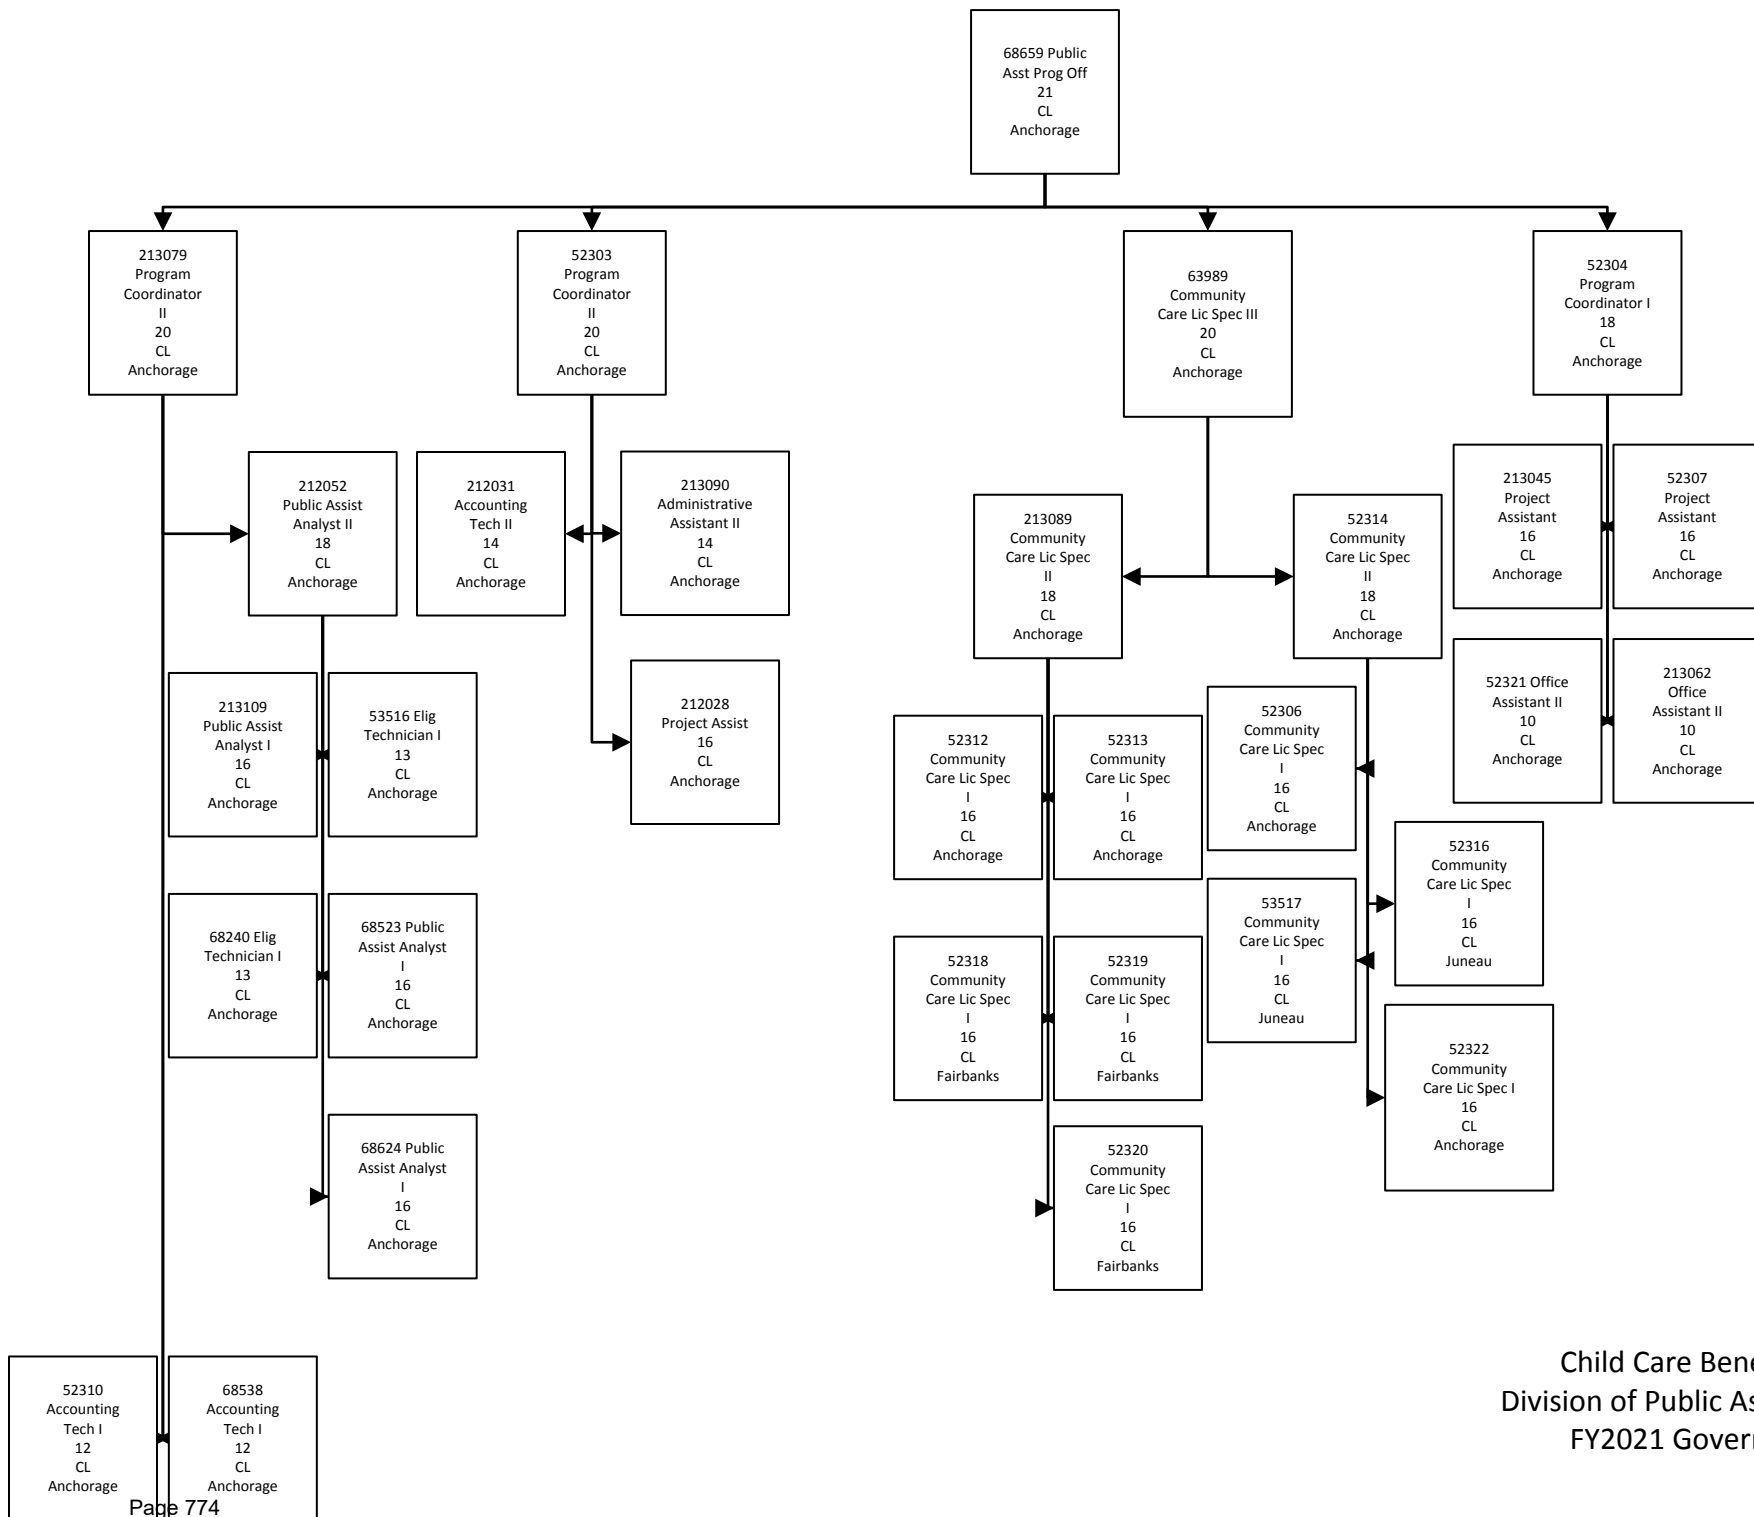 68659 Public
Asst Prog Off
21
CL
Anchorage
213079
Program
Coordinator
II
20
CL
Anchorage
52303
Program
Coordinator
II
20
CL
Anchorage
63989
Community
Care Lic Spec III
20
CL
Anchorage
52304
Program
Coordinator I
18
CL
Anchorage
212052
Public Assist
Analyst II
18
CL
Anchorage
212031
Accounting
Tech II
14
CL
Anchorage
213090
Administrative
Assistant II
14
CL
Anchorage
213089
Community
Care Lic Spec
II
18
CL
Anchorage
52314
Community
Care Lic Spec
II
18
CL
Anchorage
213045
Project
Assistant
16
CL
Anchorage
52307
Project
Assistant
16
CL
Anchorage
213109
Public Assist
Analyst I
16
CL
Anchorage
53516 Elig
Technician I
13
CL
Anchorage
212028
Project Assist
16
CL
Anchorage
52312
Community
Care Lic Spec
I
16
CL
Anchorage
52313
Community
Care Lic Spec
I
16
CL
Anchorage
52306
Community
Care Lic Spec
I
16
CL
Anchorage
52321 Office
Assistant II
10
CL
Anchorage
213062
Office
Assistant II
10
CL
Anchorage
52316
Community
Care Lic Spec
I
16
CL
Juneau
68240 Elig
Technician I
13
CL
Anchorage
68523 Public
Assist Analyst
I
16
CL
Anchorage
52318
Community
Care Lic Spec
I
16
CL
Fairbanks
52319
Community
Care Lic Spec
I
16
CL
Fairbanks
53517
Community
Care Lic Spec
I
16
CL
Juneau
52322
Community
Care Lic Spec I
16
CL
Anchorage
68624 Public
Assist Analyst
I
16
CL
Anchorage
52320
Community
Care Lic Spec
I
16
CL
Fairbanks
52310
Accounting
Tech I
12
CL
Anchorage
68538
Accounting
Tech I
12
CL
Anchorage
Child Care Bene
Division of Public As
FY2021 Govern
Page 774